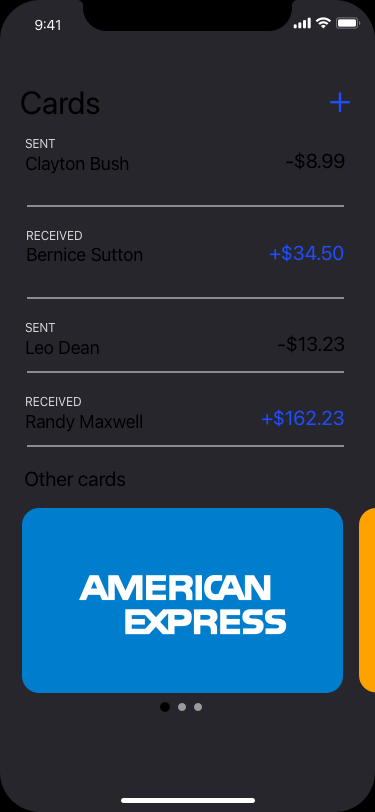 9:41
Cards
SENT
Clayton Bush -$8.99
RECEIVED
Bernice Sutton +$34.50
SENT
Leo Dean -$13.23
RECEIVED
Randy Maxwell +$162.23
Other cards
AMERICAN
EXPRESS